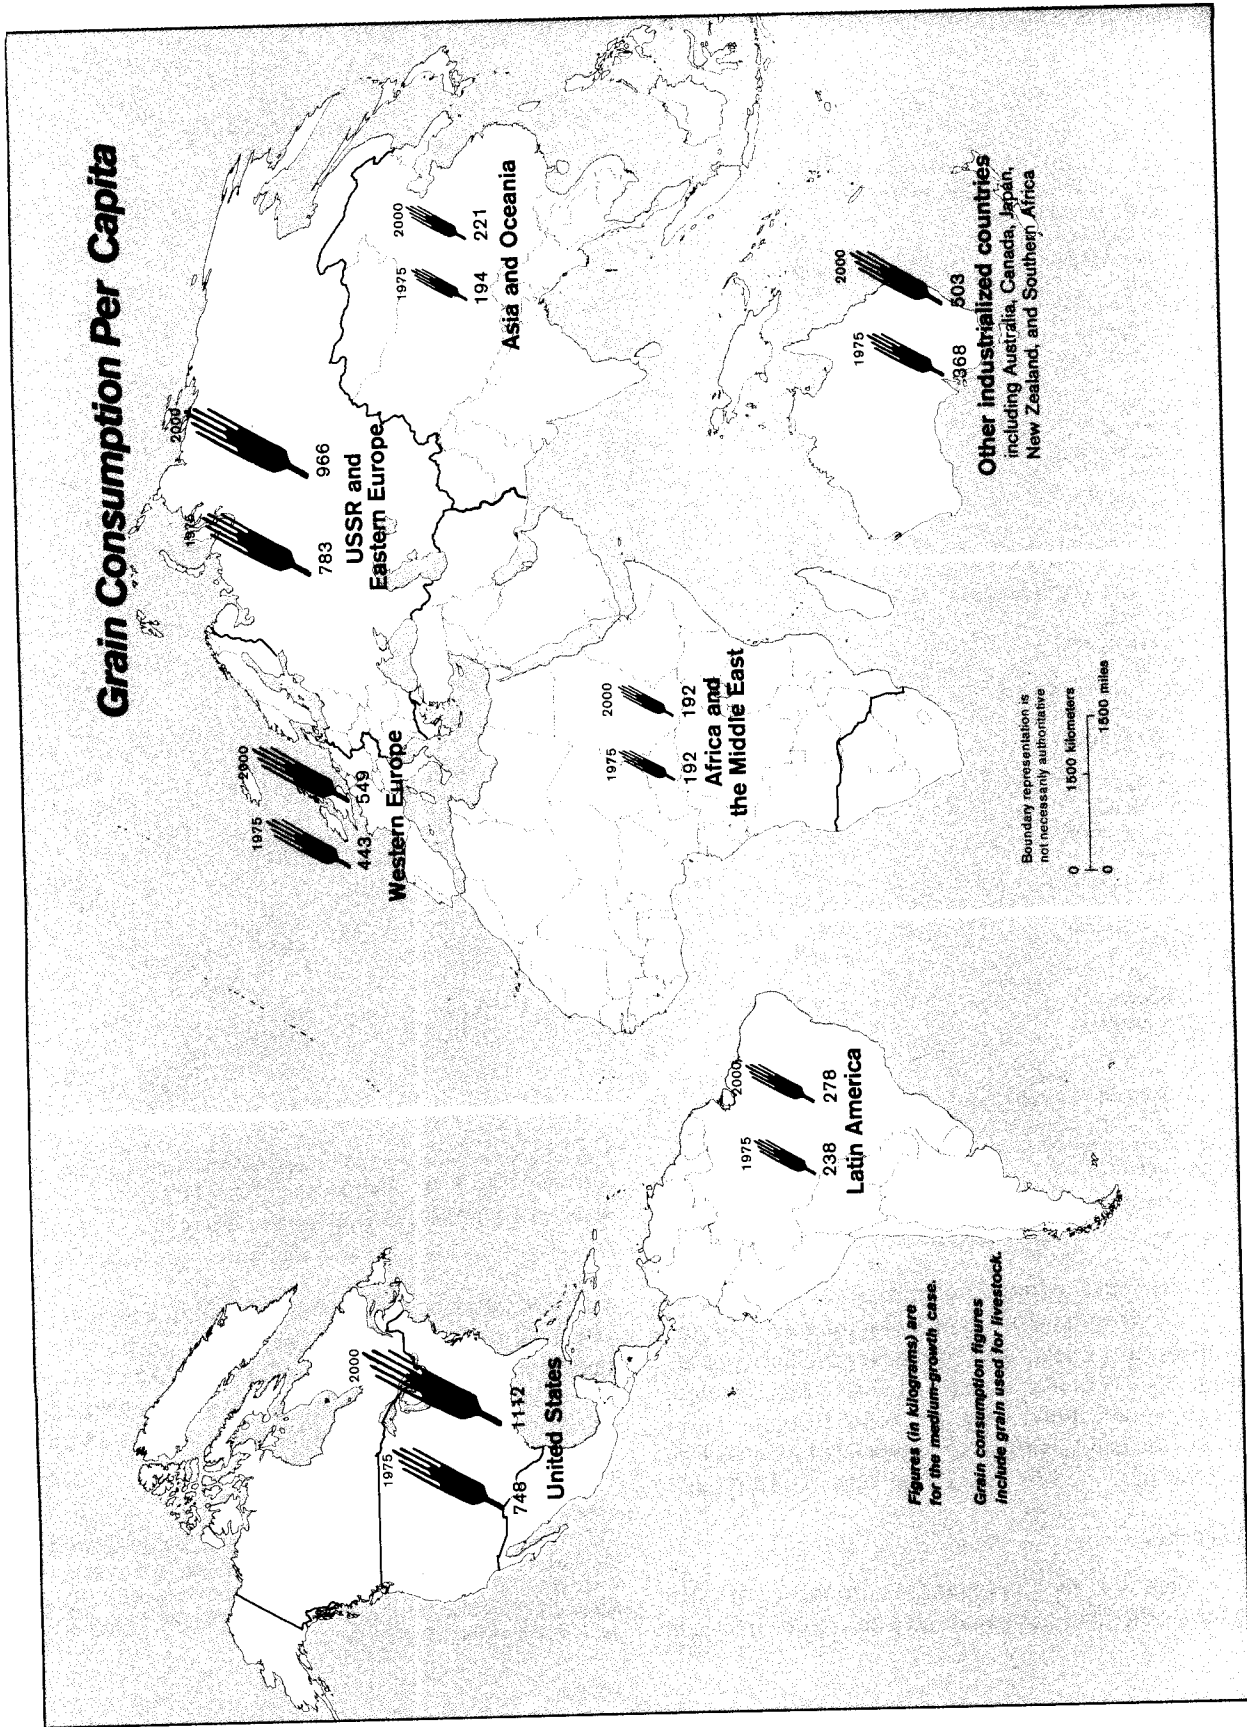 Grain Consumption Per Capita
1975
2000
748
1112
United States
1975
2000
443
549
Western Europe
1975
2000
783
966
USSR and
Eastern Europe
1975
2000
194
221
Asia and Oceania
1975
2000
192
192
Africa and
the Middle East
1975
2000
238
278
Latin America
1975
2000
368
503
Other industrialized countries
including Australia, Canada, Japan,
New Zealand, and Southern Africa
Figures (in kilograms) are
for the medium-growth case.
Grain consumption figures
include grain used for livestock.
Boundary representation is
not necessarily authoritative
0 1500 kilometers
0 1500 miles